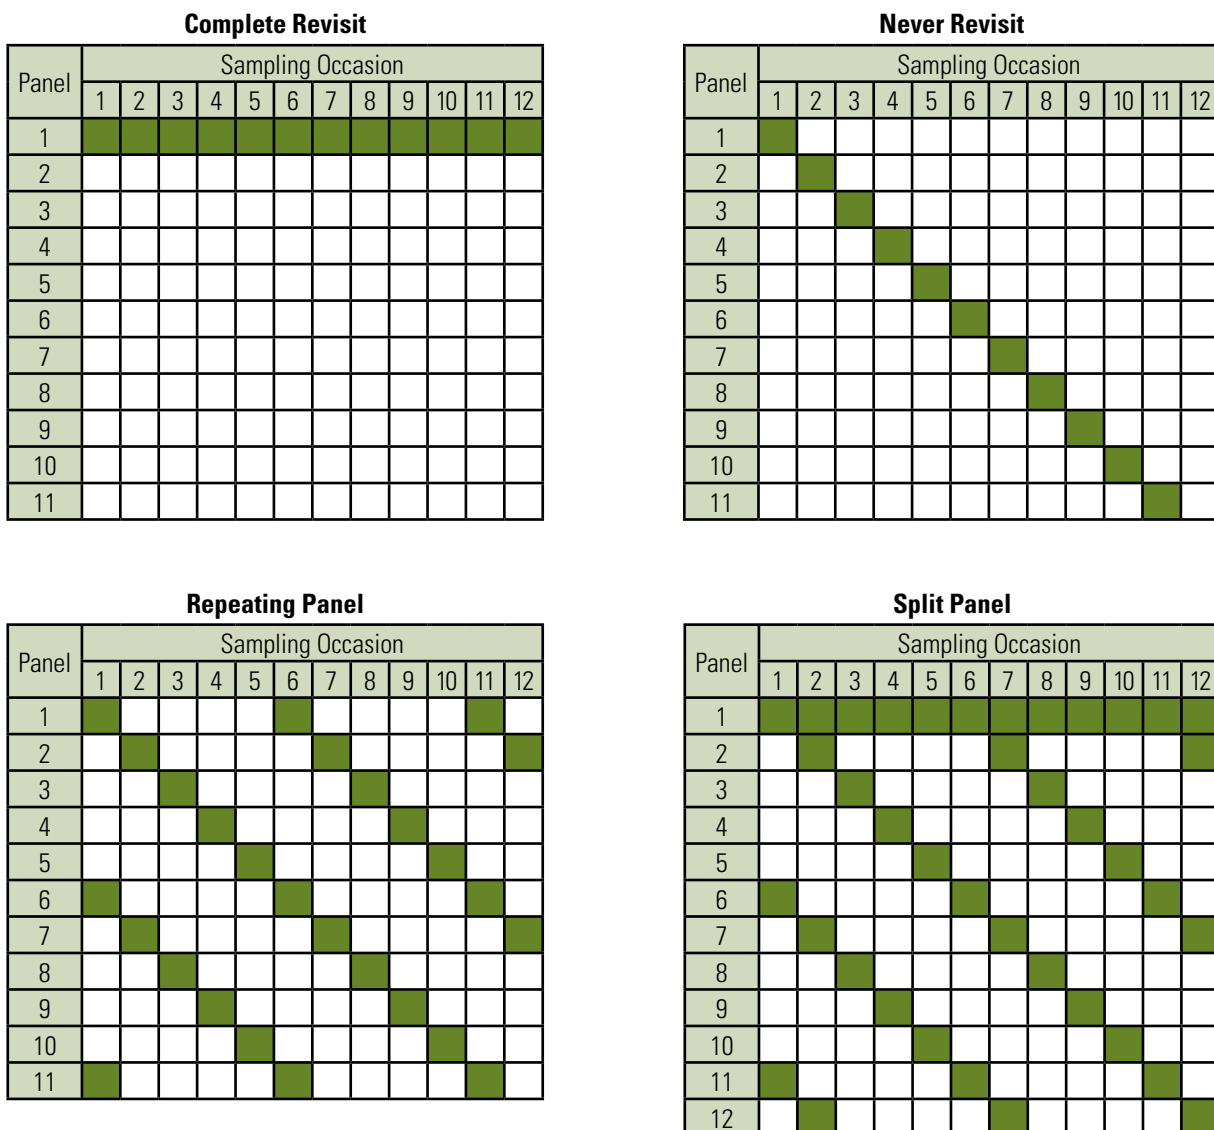 Complete Revisit
Panel
Sampling Occasion
1 2 3 4 5 6 7 8 9 10 11 12
1
2
3
4
5
6
7
8
9
10
11
Never Revisit
Panel
Sampling Occasion
1 2 3 4 5 6 7 8 9 10 11 12
1
2
3
4
5
6
7
8
9
10
11
Repeating Panel
Panel
Sampling Occasion
1 2 3 4 5 6 7 8 9 10 11 12
1
2
3
4
5
6
7
8
9
10
11
Split Panel
Panel
Sampling Occasion
1 2 3 4 5 6 7 8 9 10 11 12
1
2
3
4
5
6
7
8
9
10
11
12